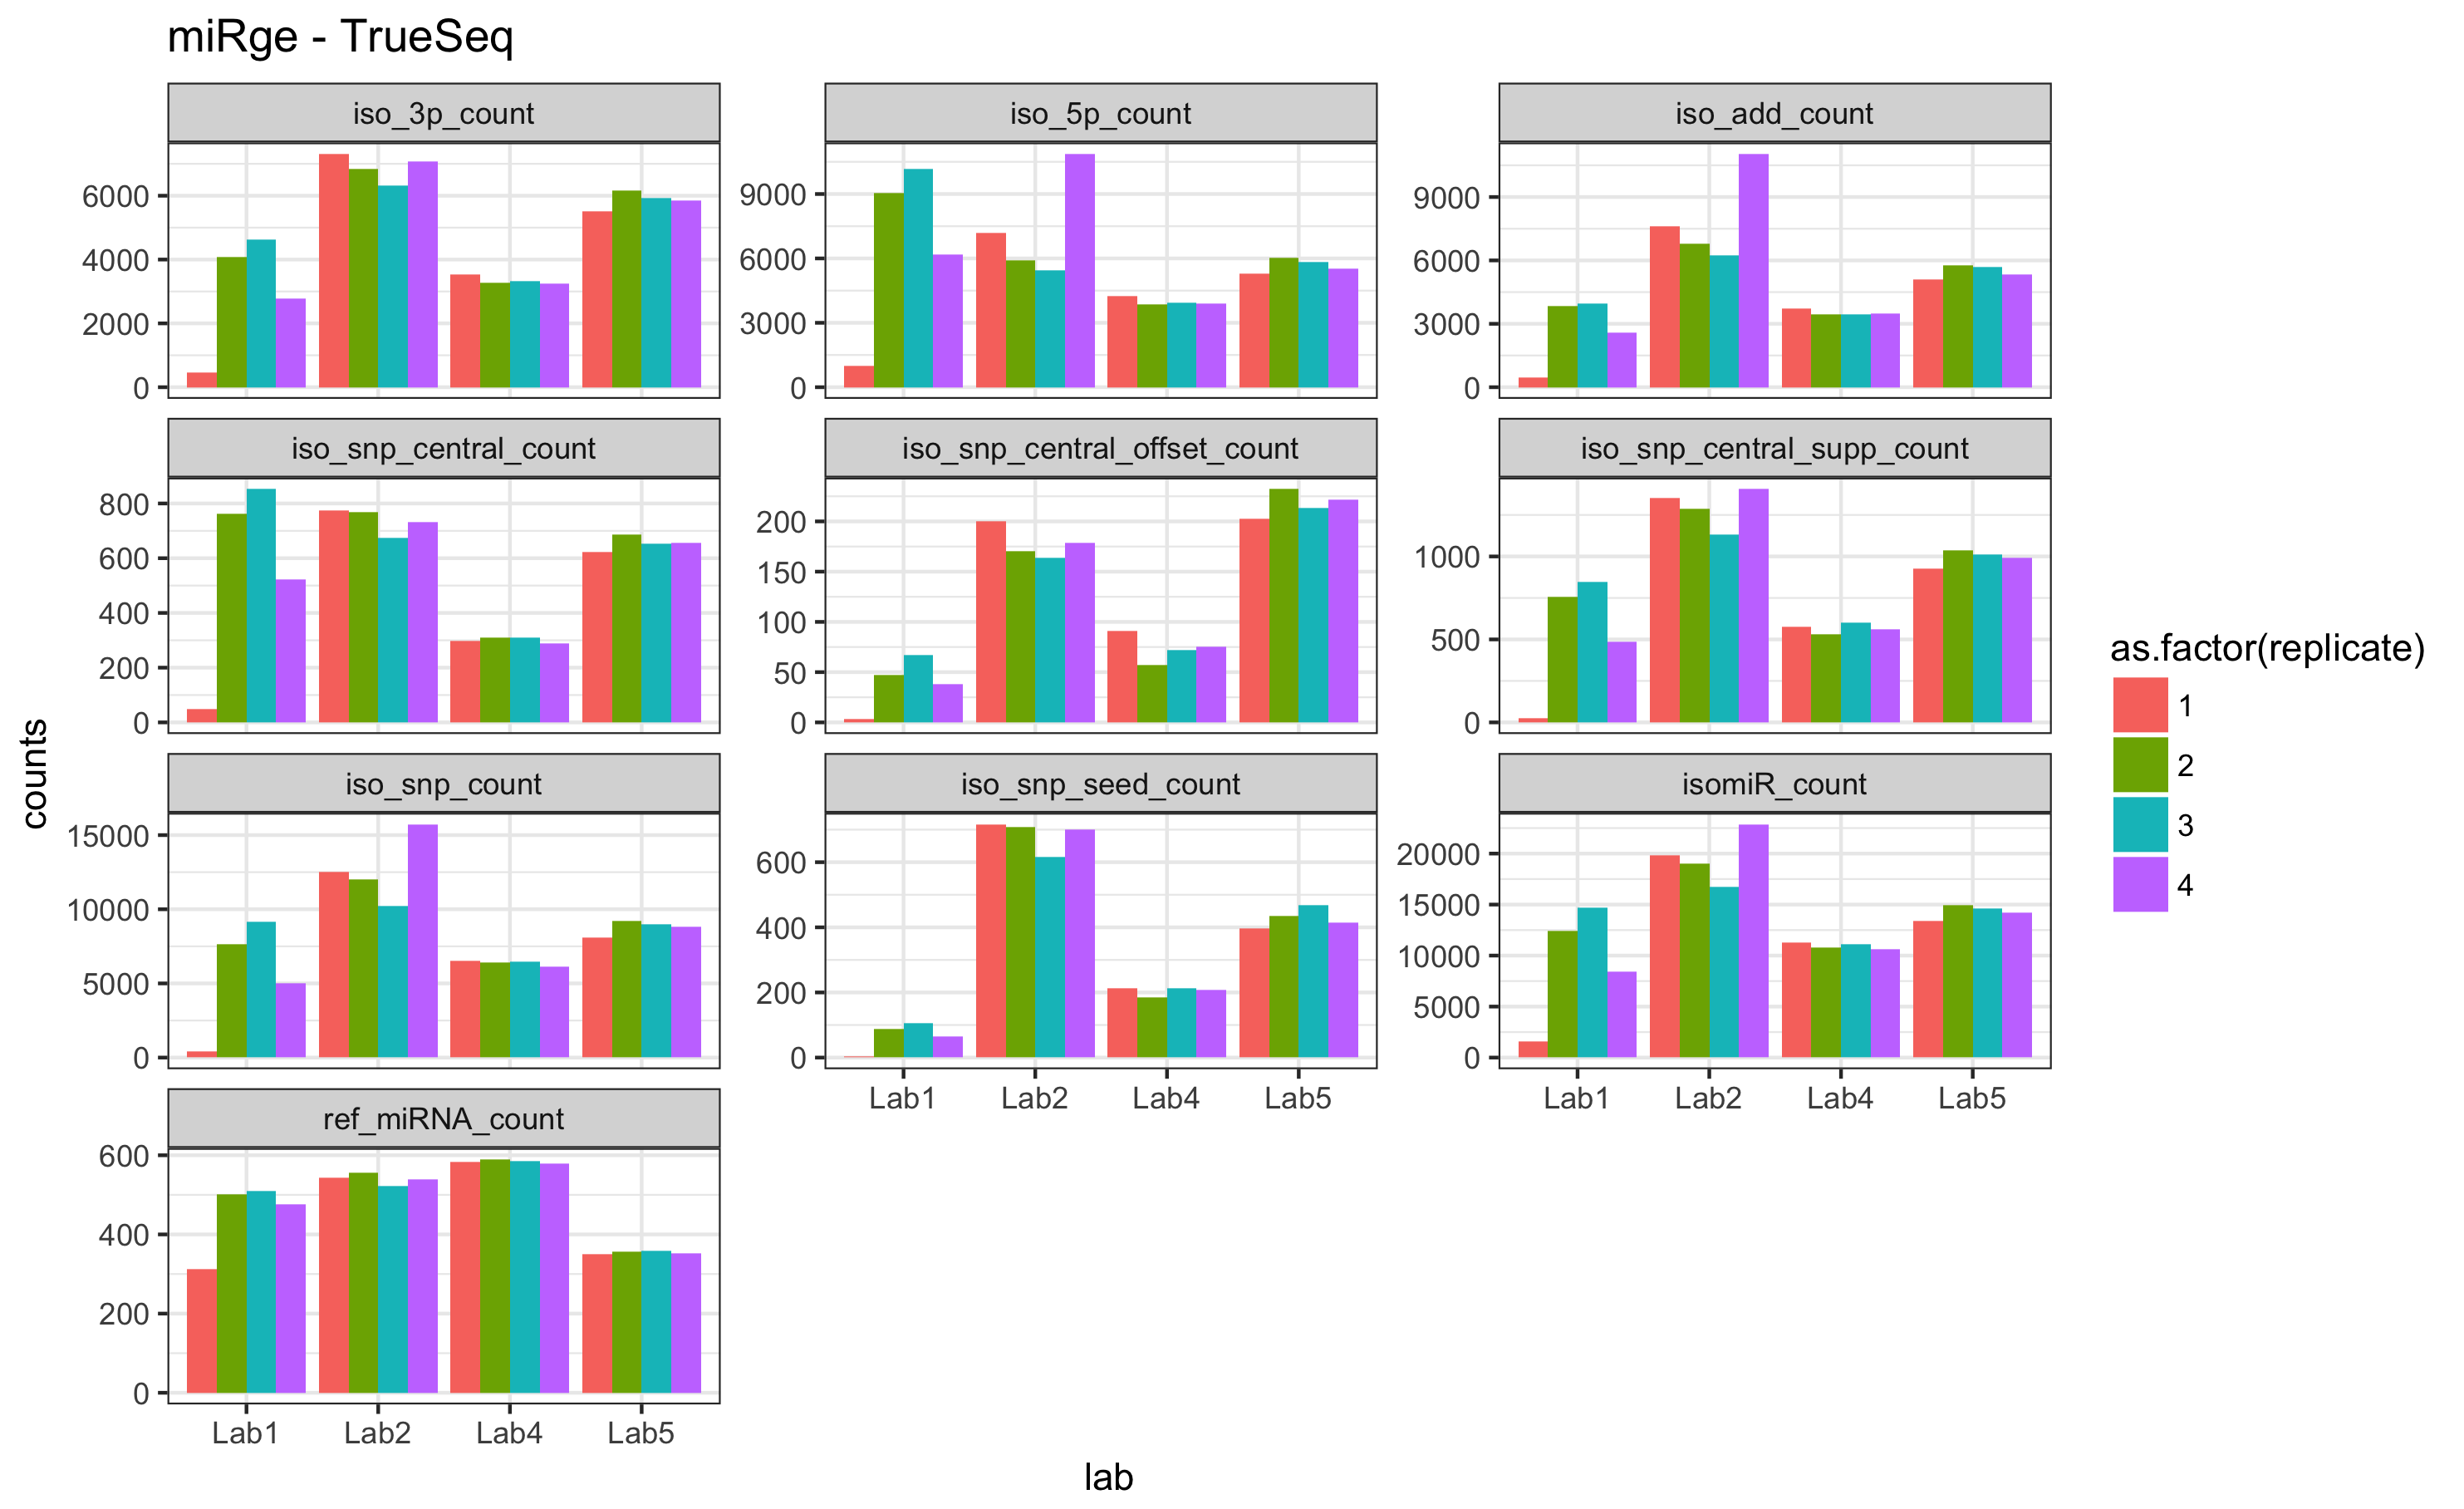 miRge - TrueSeq
iso_3p_count
iso_5p_count
iso_add_count
6000
4000
2000
0
9000
6000
3000
0
9000
6000
3000
0
iso_snp_central_count
iso_snp_central_offset_count
iso_snp_central_supp_count
800
600
400
200
0
200
150
100
50
0
1000
500
0
iso_snp_count
iso_snp_seed_count
isomiR_count
15000
10000
5000
0
600
400
200
0
20000
15000
10000
5000
0
Lab1 Lab2 Lab4 Lab5
Lab1 Lab2 Lab4 Lab5
ref_miRNA_count
600
400
200
0
Lab1 Lab2 Lab4 Lab5
counts
lab
as.factor(replicate)
1
2
3
4